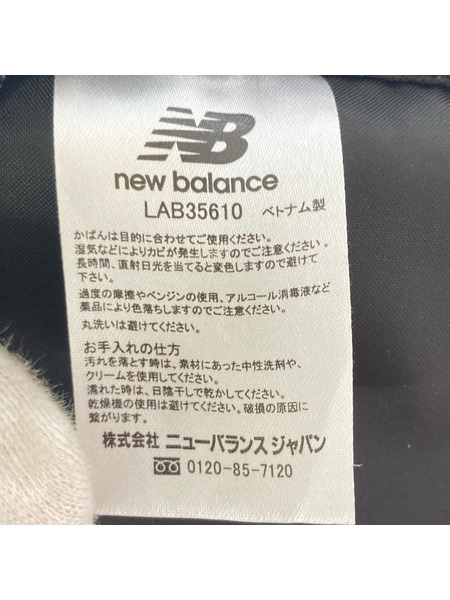 NB
new balance
LAB35610 ベトナム製
かばんは目的に合わせてご使用ください。
湿気などによりカビが発生しますのでご注意ください。
長時間、直射日光を当てると変色しますので避けて
下さい。
過度の摩擦やベンジンの使用、アルコール消毒液など
薬品により色落ちしますのでご注意ください。
丸洗いは避けてください。
お手入れの仕方
汚れを落とす時は、素材にあった中性洗剤や、
クリームを使用してください。
濡れた時は、日陰干しで乾かしてください。
乾燥機の使用は避けてください。破損の原因に
繋がります。
株式会社 ニューバランス ジャパン
0120-85-7120